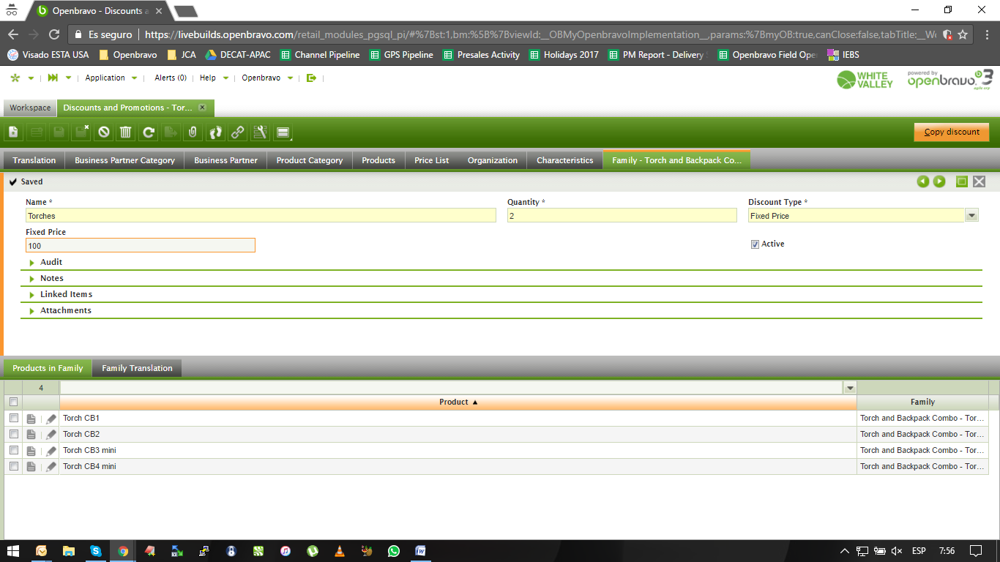 Openbravo - Discounts a
Es seguro https://livebuilds.openbravo.com/retail_modules_pgsql_pi/#%7Bst:1,bm:%5B%7BviewId:__OBMyOpenbravoImplementation__,params:%7BmyOB:true,canClose:false,tabTitle:__Wo
Visado ESTA USA Openbravo JCA DECAT-APAC Channel Pipeline GPS Pipeline Presales Activity Holidays 2017 PM Report - Delivery Openbravo Field Ope IEBS
Application Alerts (0) Help Openbravo
WHITE VALLEY
powered by
openbravo 3
agile erp
Workspace Discounts and Promotions - Tor...
Copy discount
Translation Business Partner Category Business Partner Product Category Products Price List Organization Characteristics Family - Torch and Backpack Co...
Saved
Name * Quantity * Discount Type *
Torches 2 Fixed Price
Fixed Price
100 Active
Audit
Notes
Linked Items
Attachments
Products in Family Family Translation
4
Product Family
Torch CB1 Torch and Backpack Combo - Tor...
Torch CB2 Torch and Backpack Combo - Tor...
Torch CB3 mini Torch and Backpack Combo - Tor...
Torch CB4 mini Torch and Backpack Combo - Tor...
ESP 7:56